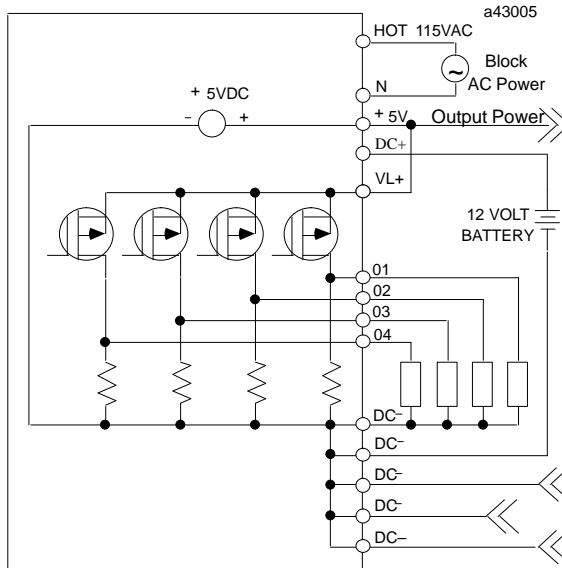 a43005
HOT 115VAC
Block
AC Power
N
+ 5VDC
− +
+ 5V Output Power
DC+
VL+
12 VOLT
BATTERY
01
02
03
04
DC−
DC−
DC−
DC−
DC−